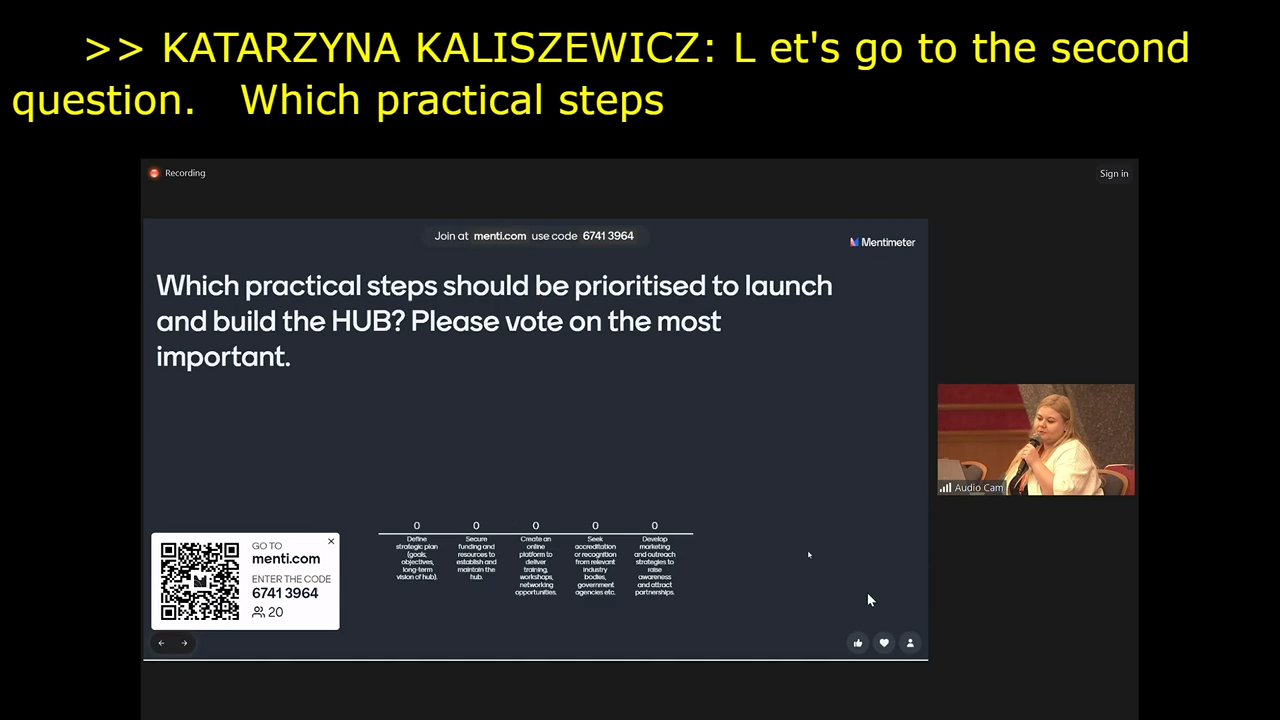 >> KATARZYNA KALISZEWICZ: L et's go to the second
question.   Which practical steps
Recording
Sign in
Join at menti.com use code 6741 3964
Mentimeter
Which practical steps should be prioritised to launch
and build the HUB? Please vote on the most
important.
Audio Cam
0
Define
strategic plan
(goals,
objectives,
long-term
vision of hub).
0
Secure
funding and
resources to
establish and
maintain the
hub.
0
Create an
online
platform to
deliver
training,
workshops,
networking
opportunities.
0
Seek
accreditation
or recognition
from relevant
industry
bodies,
government
agencies etc.
0
Develop
marketing
and outreach
strategies to
raise
awareness
and attract
partnerships.
GO TO
menti.com
ENTER THE CODE
6741 3964
20